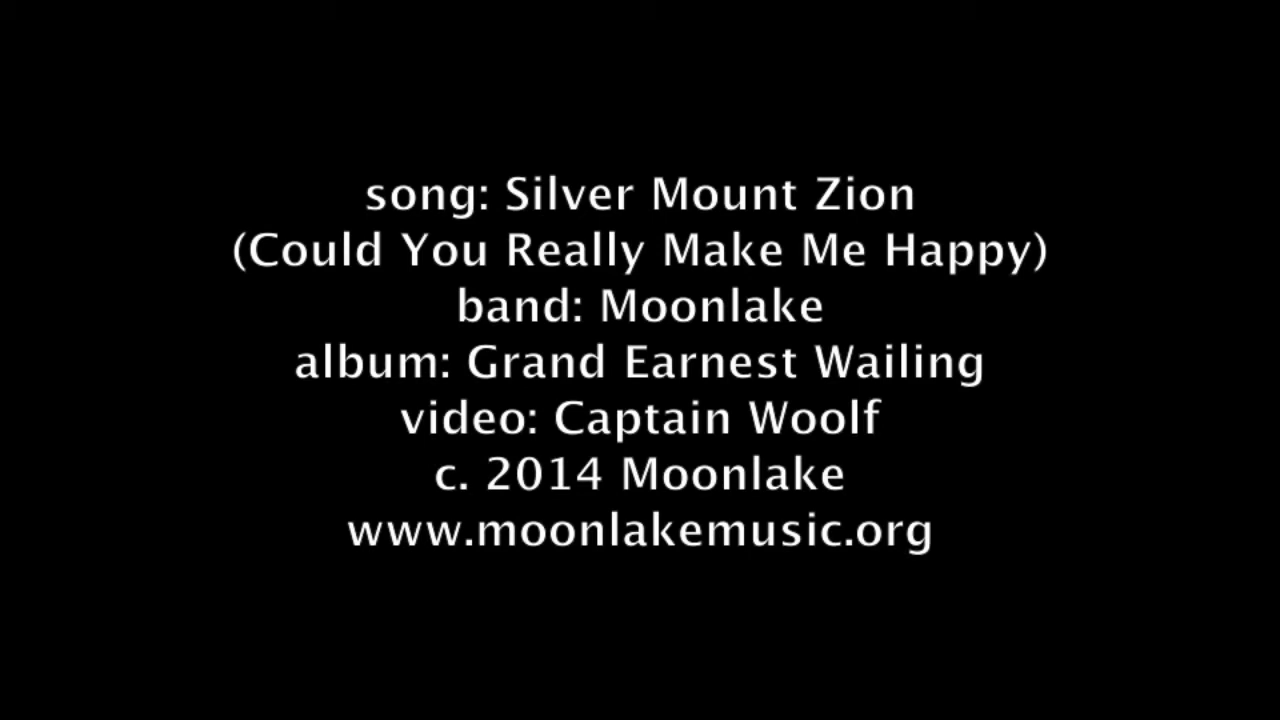 song: Silver Mount Zion
(Could You Really Make Me Happy)
band: Moonlake
album: Grand Earnest Wailing
video: Captain Woolf
c. 2014 Moonlake
www.moonlakemusic.org